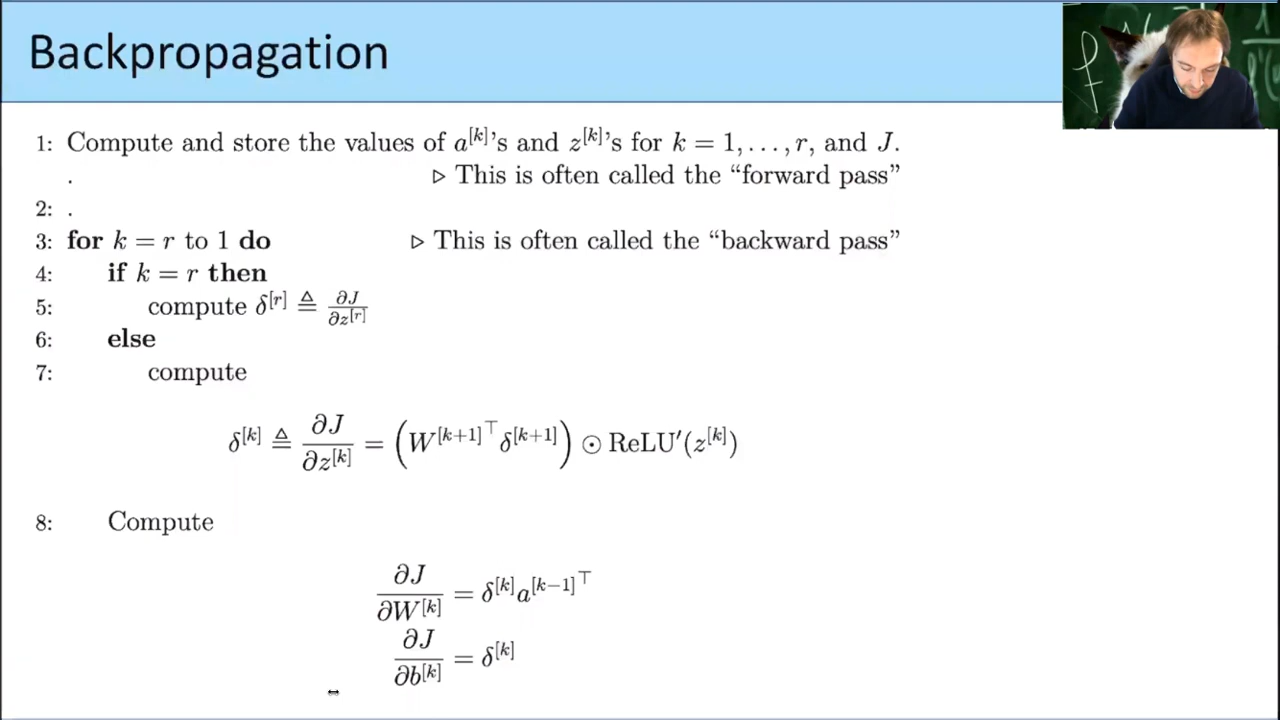 Backpropagation
1: Compute and store the values of a^{[k]}'s and z^{[k]}'s for k = 1, . . . , r, and J.
. ▷ This is often called the “forward pass”
2: .
3: for k = r to 1 do ▷ This is often called the “backward pass”
4: if k = r then
5: compute δ^{[r]} ≜ ∂J/∂z^{[r]}
6: else
7: compute
δ^{[k]} ≜ ∂J/∂z^{[k]} = (W^{[k+1]⊤} δ^{[k+1]}) ⊙ ReLU′(z^{[k]})
8: Compute
∂J/∂W^{[k]} = δ^{[k]} a^{[k−1]⊤}
∂J/∂b^{[k]} = δ^{[k]}